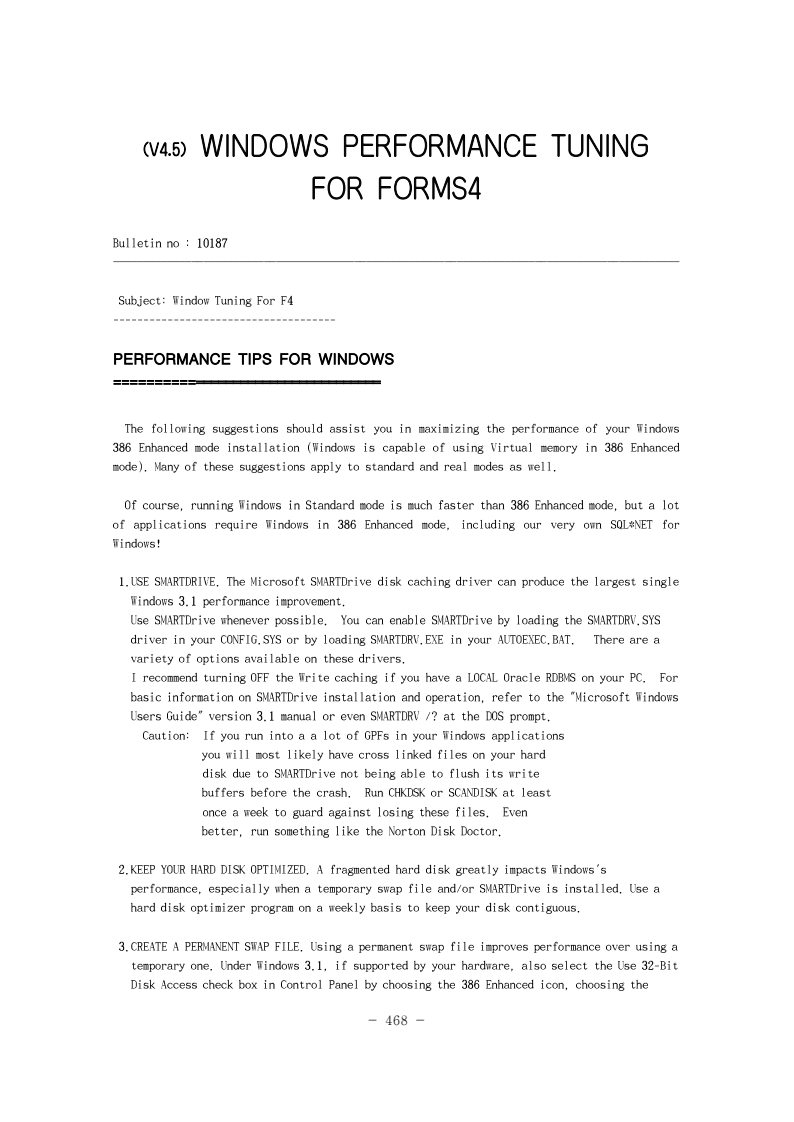 (V4.5) WINDOWS PERFORMANCE TUNING
FOR FORMS4
Bulletin no : 10187
Subject: Window Tuning For F4
-------------------------------------
PERFORMANCE TIPS FOR WINDOWS
=================================
The following suggestions should assist you in maximizing the performance of your Windows
386 Enhanced mode installation (Windows is capable of using Virtual memory in 386 Enhanced
mode). Many of these suggestions apply to standard and real modes as well.
Of course, running Windows in Standard mode is much faster than 386 Enhanced mode, but a lot
of applications require Windows in 386 Enhanced mode, including our very own SQL*NET for
Windows!
1.USE SMARTDRIVE. The Microsoft SMARTDrive disk caching driver can produce the largest single
Windows 3.1 performance improvement.
Use SMARTDrive whenever possible. You can enable SMARTDrive by loading the SMARTDRV.SYS
driver in your CONFIG.SYS or by loading SMARTDRV.EXE in your AUTOEXEC.BAT. There are a
variety of options available on these drivers.
I recommend turning OFF the Write caching if you have a LOCAL Oracle RDBMS on your PC. For
basic information on SMARTDrive installation and operation, refer to the "Microsoft Windows
Users Guide" version 3.1 manual or even SMARTDRV /? at the DOS prompt.
Caution: If you run into a a lot of GPFs in your Windows applications
you will most likely have cross linked files on your hard
disk due to SMARTDrive not being able to flush its write
buffers before the crash. Run CHKDSK or SCANDISK at least
once a week to guard against losing these files. Even
better, run something like the Norton Disk Doctor.
2.KEEP YOUR HARD DISK OPTIMIZED. A fragmented hard disk greatly impacts Windows's
performance, especially when a temporary swap file and/or SMARTDrive is installed. Use a
hard disk optimizer program on a weekly basis to keep your disk contiguous.
3.CREATE A PERMANENT SWAP FILE. Using a permanent swap file improves performance over using a
temporary one. Under Windows 3.1, if supported by your hardware, also select the Use 32-Bit
Disk Access check box in Control Panel by choosing the 386 Enhanced icon, choosing the
- 468 -